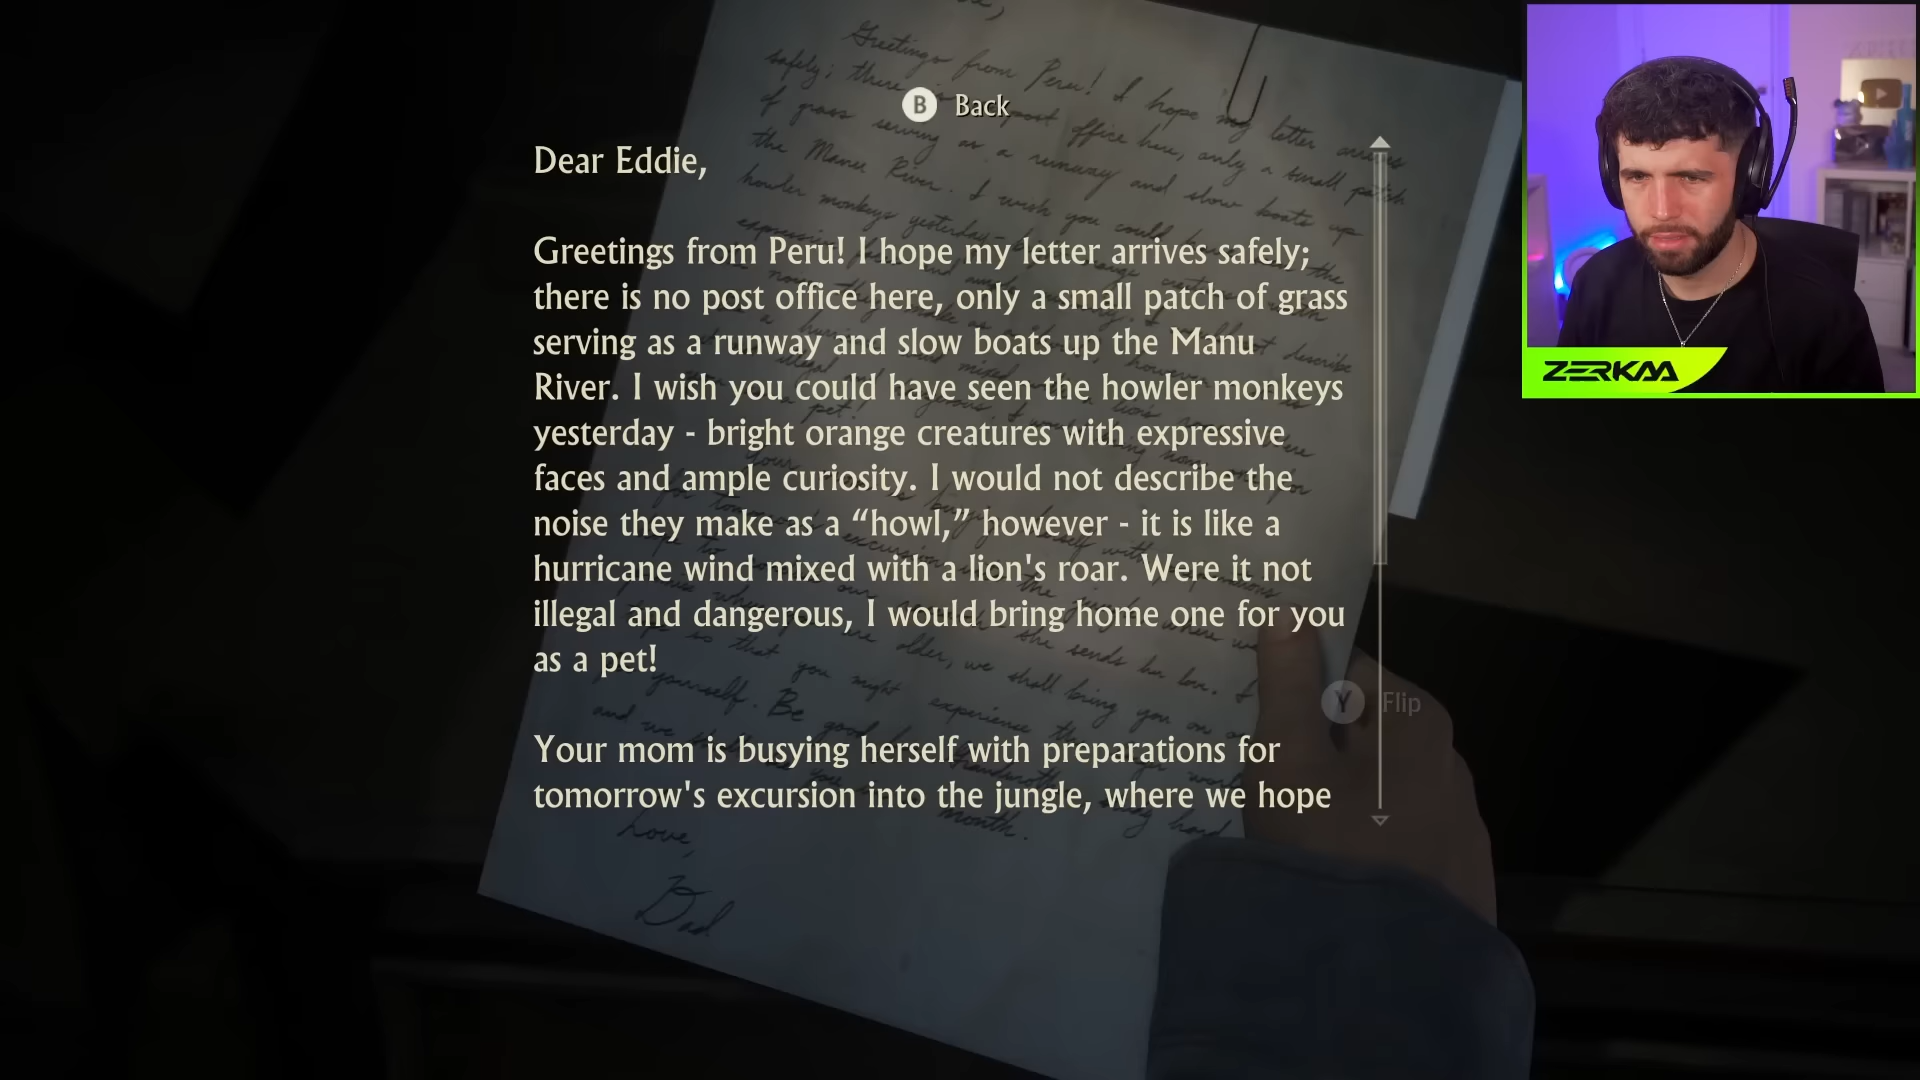 B Back
Dear Eddie,
Greetings from Peru! I hope my letter arrives safely;
there is no post office here, only a small patch of grass
serving as a runway and slow boats up the Manu
River. I wish you could have seen the howler monkeys
yesterday - bright orange creatures with expressive
faces and ample curiosity. I would not describe the
noise they make as a “howl,” however - it is like a
hurricane wind mixed with a lion's roar. Were it not
illegal and dangerous, I would bring home one for you
as a pet!
Your mom is busying herself with preparations for
tomorrow's excursion into the jungle, where we hope
Y Flip
Love,
Dad
ZERKAA